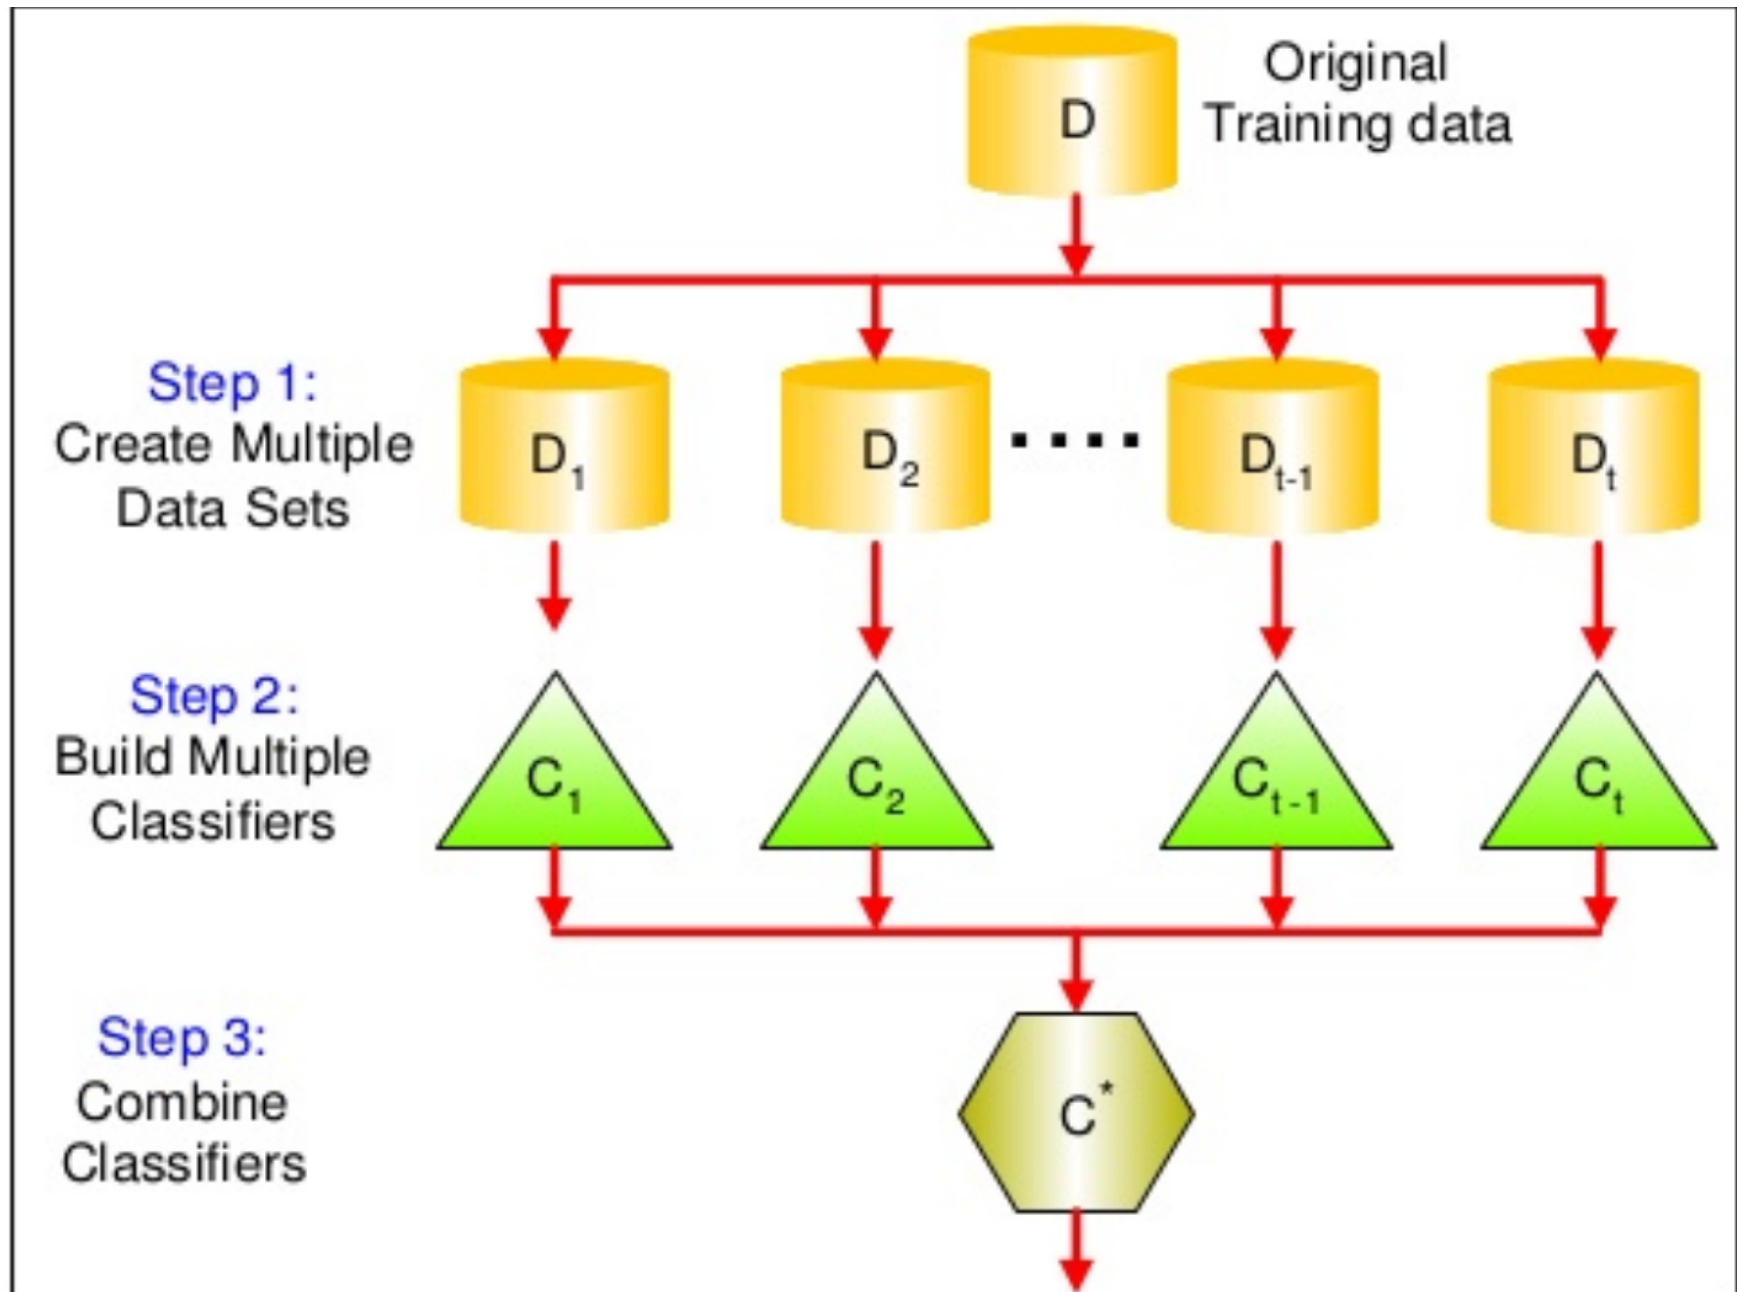 D
Original
Training data
Step 1:
Create Multiple
Data Sets
D1
D2
....
Dt-1
Dt
Step 2:
Build Multiple
Classifiers
C1
C2
Ct-1
Ct
Step 3:
Combine
Classifiers
C*